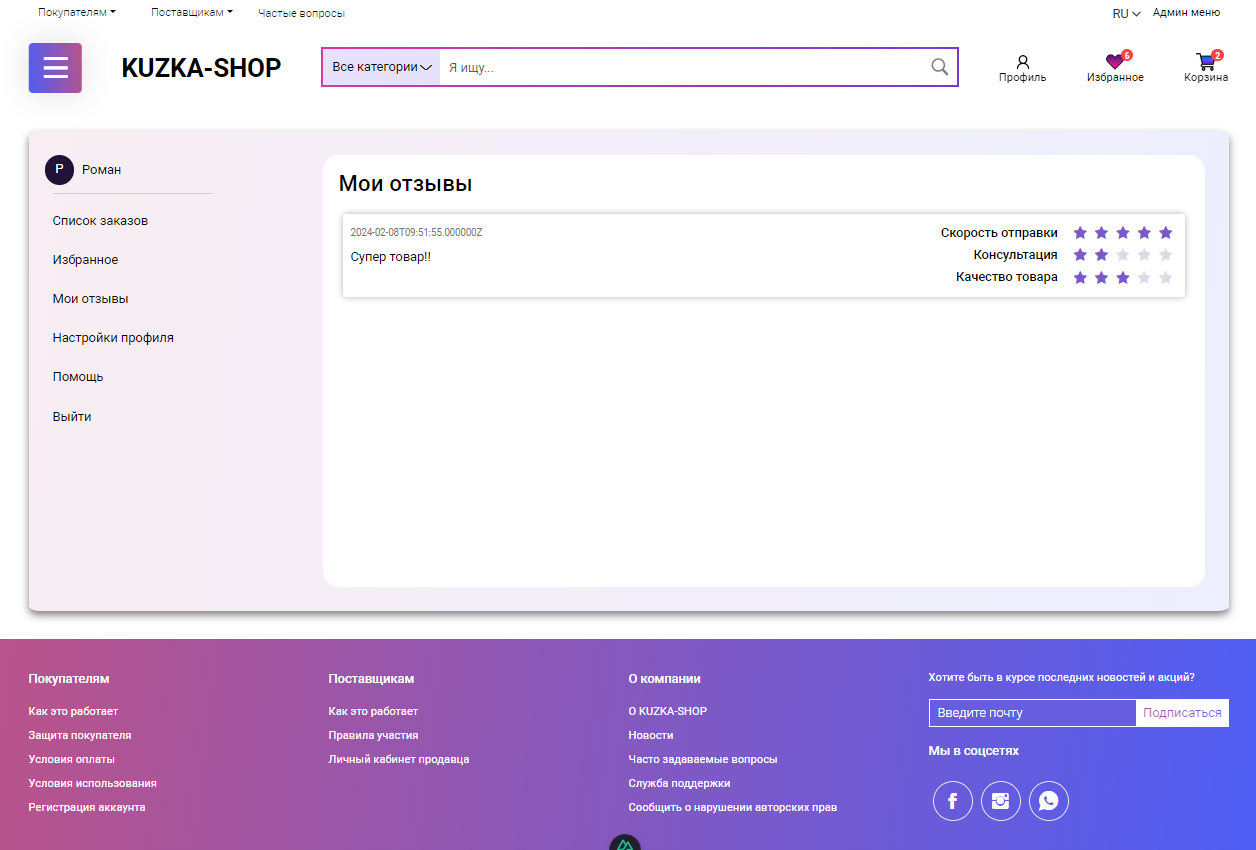 Покупателям
Поставщикам
Частые вопросы
RU
Админ меню
KUZKA-SHOP
Все категории
Я ищу...
Профиль
6
Избранное
2
Корзина
Р
Роман
Список заказов
Избранное
Мои отзывы
Настройки профиля
Помощь
Выйти
Мои отзывы
2024-02-08T09:51:55.000000Z
Супер товар!!
Скорость отправки
Консультация
Качество товара
Покупателям
Как это работает
Защита покупателя
Условия оплаты
Условия использования
Регистрация аккаунта
Поставщикам
Как это работает
Правила участия
Личный кабинет продавца
О компании
О KUZKA-SHOP
Новости
Часто задаваемые вопросы
Служба поддержки
Сообщить о нарушении авторских прав
Хотите быть в курсе последних новостей и акций?
Введите почту
Подписаться
Мы в соцсетях